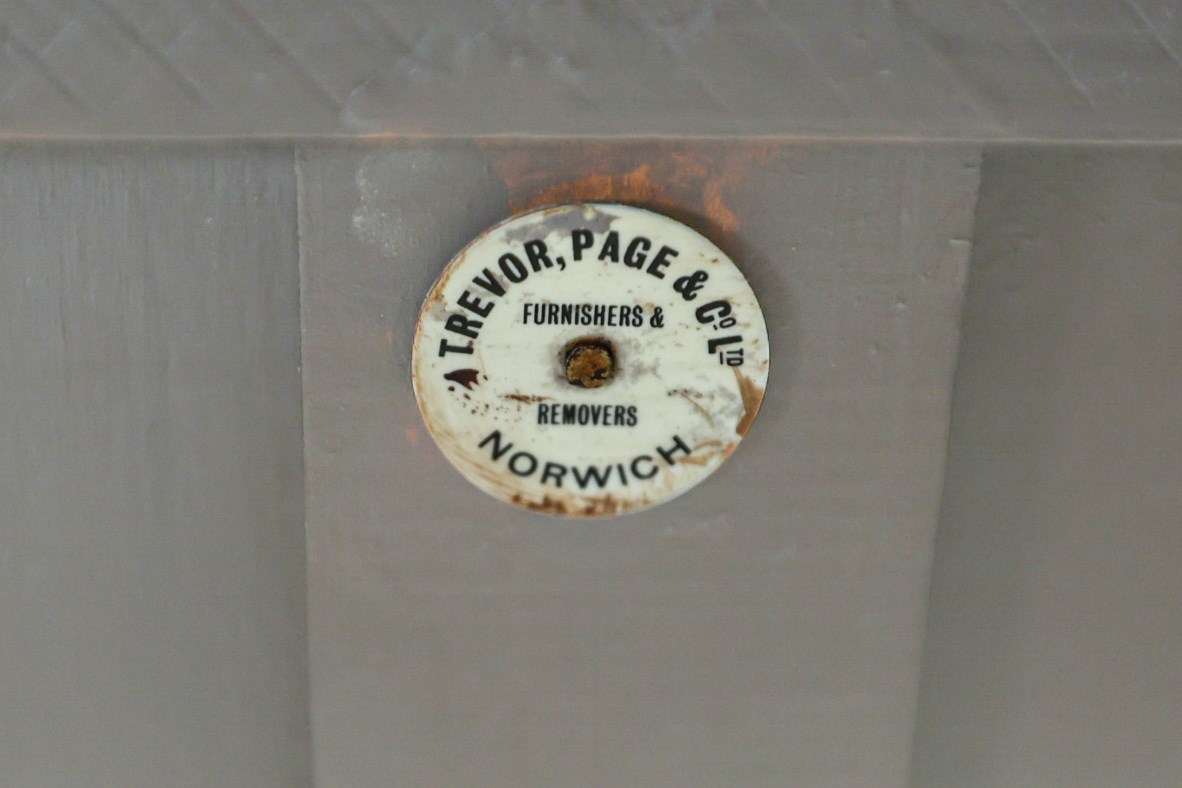 TREVOR, PAGE & Co. LTD
FURNISHERS &
REMOVERS
NORWICH